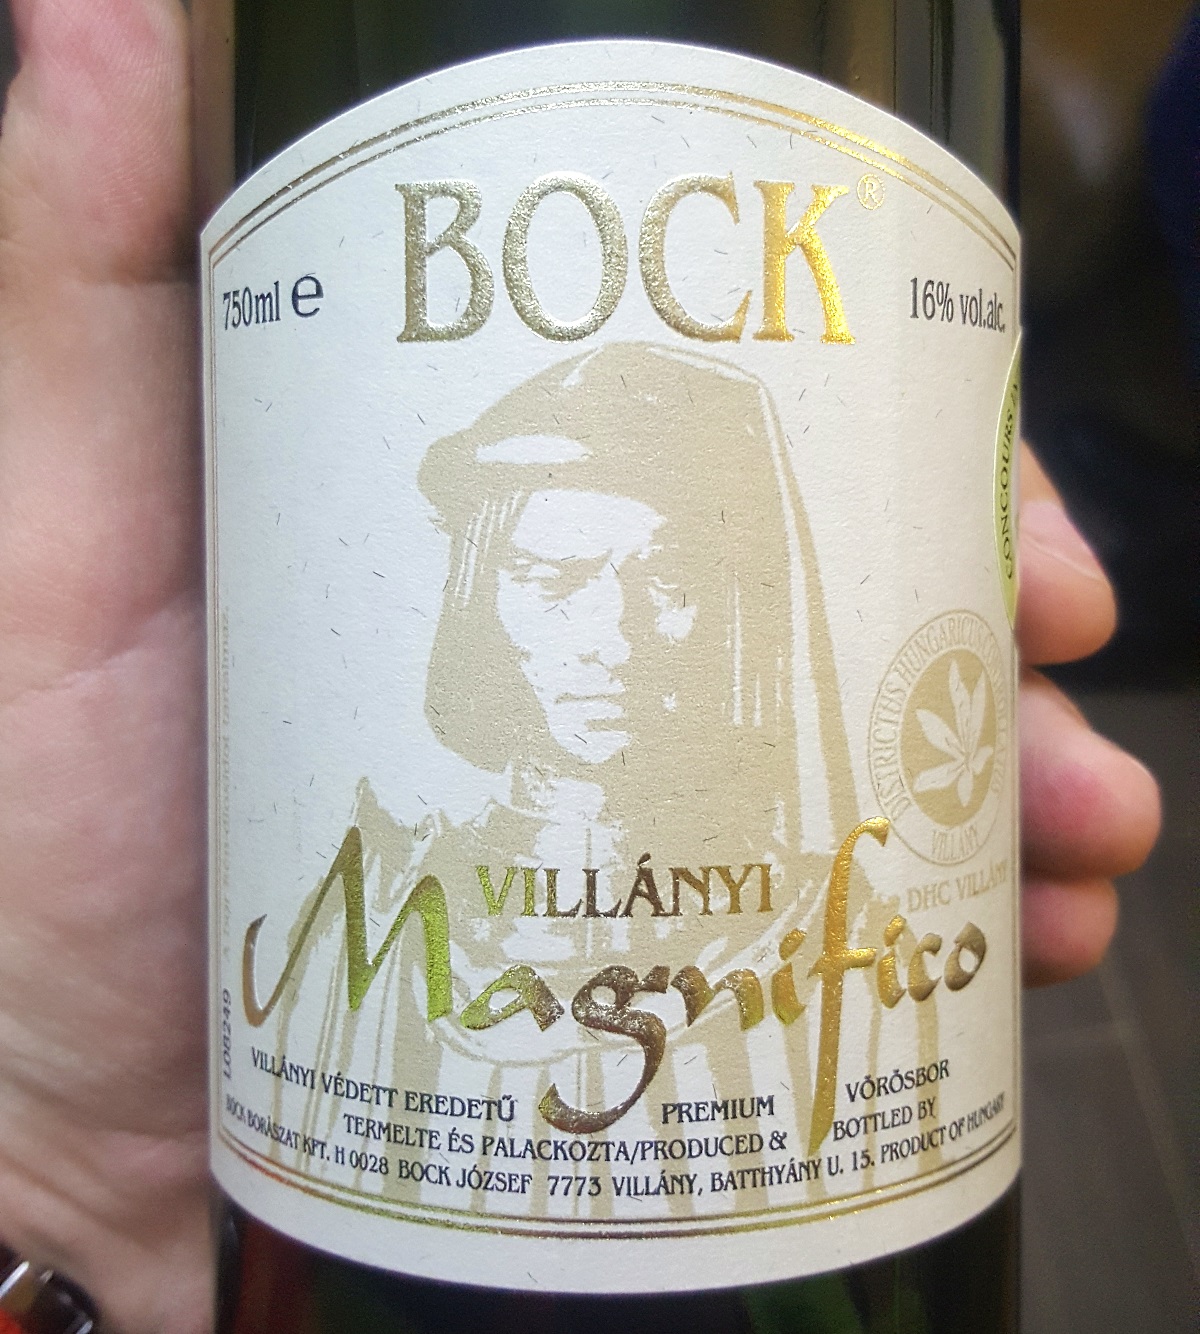 BOCK®
750ml e
16% vol.alc.
CONCOURS
DISTRICTUS HUNGARICUS CONTROLLATUS
VILLÁNY
DHC VILLÁNY
VILLÁNYI
Magnifico
L08249
VILLÁNYI VÉDETT EREDETŰ PREMIUM VÖRÖSBOR
TERMELTE ÉS PALACKOZTA/PRODUCED & BOTTLED BY
BOCK BORÁSZAT KFT. H 0028 BOCK JÓZSEF 7773 VILLÁNY, BATTHYÁNY U. 15. PRODUCT OF HUNGARY